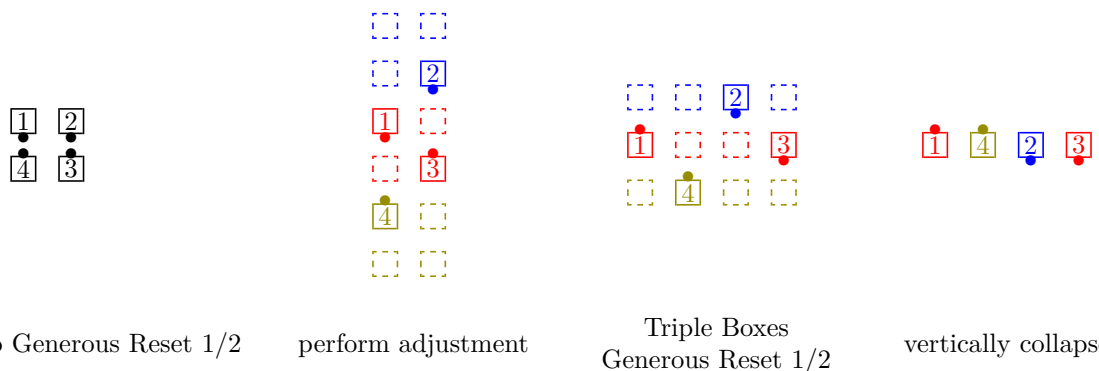 1 2
4 3
2
1
3
4
2
1 3
4
1 4 2 3
Generous Reset 1/2
perform adjustment
Triple Boxes
Generous Reset 1/2
vertically